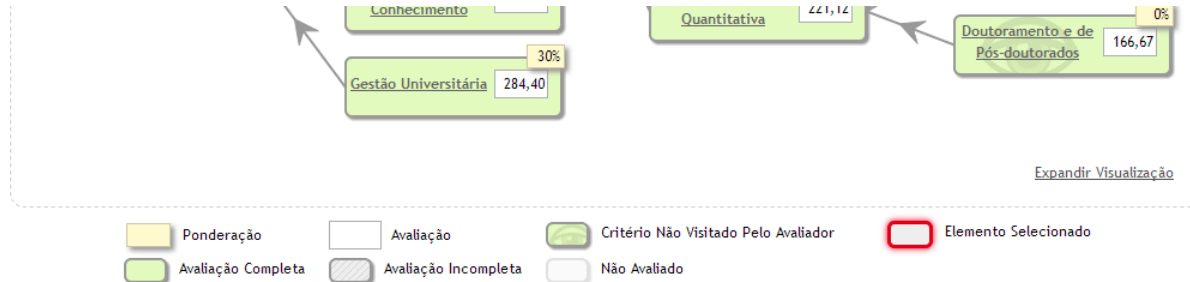 Conhecimento
Quantitativa
221,12
0%
Doutoramento e de
Pós-doutorados
166,67
30%
Gestão Universitária
284,40
Expandir Visualização
Ponderação
Avaliação
Critério Não Visitado Pelo Avaliador
Elemento Selecionado
Avaliação Completa
Avaliação Incompleta
Não Avaliado